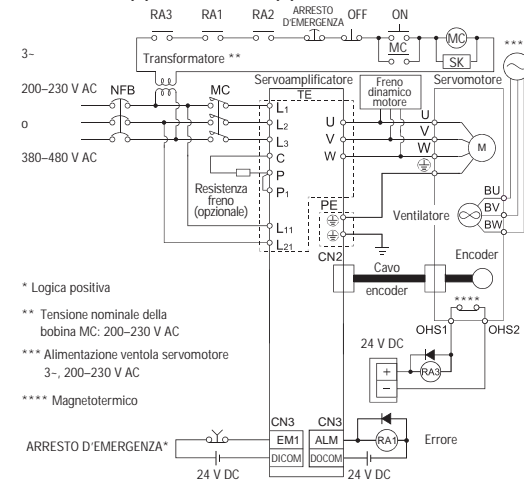 RA3 RA1 RA2 ARRESTO D'EMERGENZA OFF ON
MC MC
SK
***
3~
Transformatore **
200–230 V AC
NFB MC
Servoamplificatore
TE
Freno dinamico motore
Servomotore
o
380–480 V AC
L1
L2
L3
C
P
P1
U
V
W
U
V
W
M
Resistenza freno (opzionale)
PE
L11
L21
Ventilatore
BU
BV
BW
CN2
Cavo encoder
Encoder
****
OHS1 OHS2
* Logica positiva
** Tensione nominale della
bobina MC: 200–230 V AC
*** Alimentazione ventola servomotore
3~, 200–230 V AC
**** Magnetotermico
24 V DC
+
–
RA3
CN3 CN3
ARRESTO D'EMERGENZA*
EM1 ALM
RA1
Errore
DICOM DOCOM
24 V DC 24 V DC